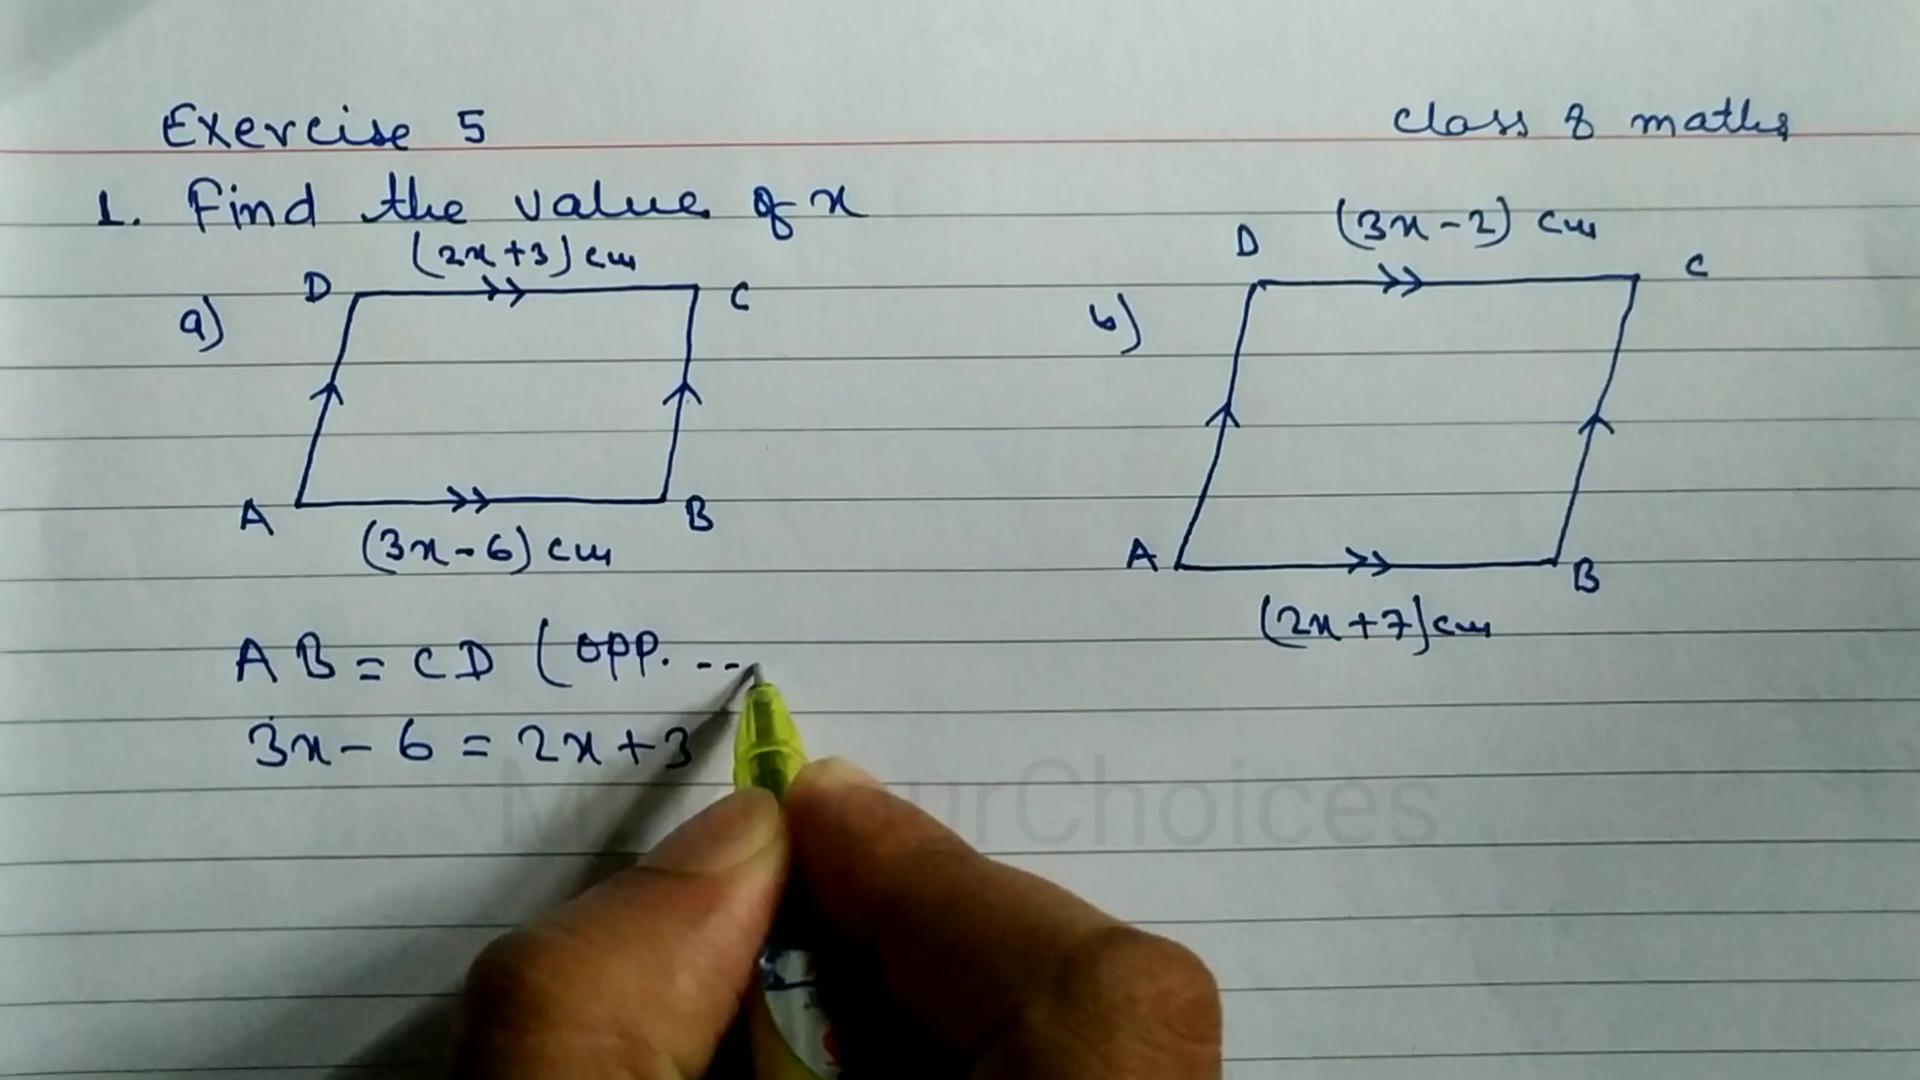 Exercise 5
class 8 maths
1. Find the value of x
(2x+3) cm
D
C
a)
A
B
(3x-6) cm
(3x-2) cm
D
C
b)
A
B
(2x+7) cm
AB = CD (opp. ---
3x - 6 = 2x+3